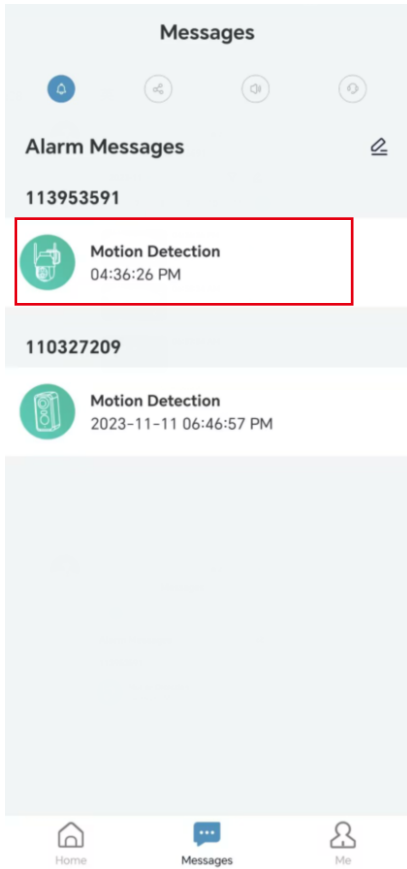 Messages
Alarm Messages
113953591
Motion Detection
04:36:26 PM
110327209
Motion Detection
2023-11-11 06:46:57 PM
Home
Messages
Me